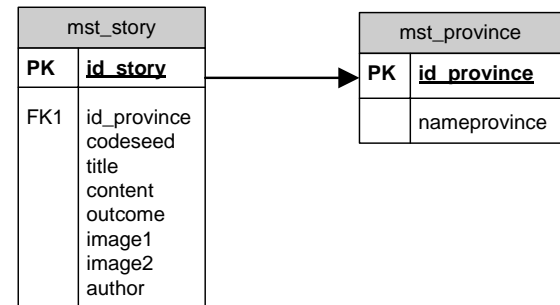 mst_story
PK id_story
FK1 id_province
codeseed
title
content
outcome
image1
image2
author
mst_province
PK id_province
nameprovince